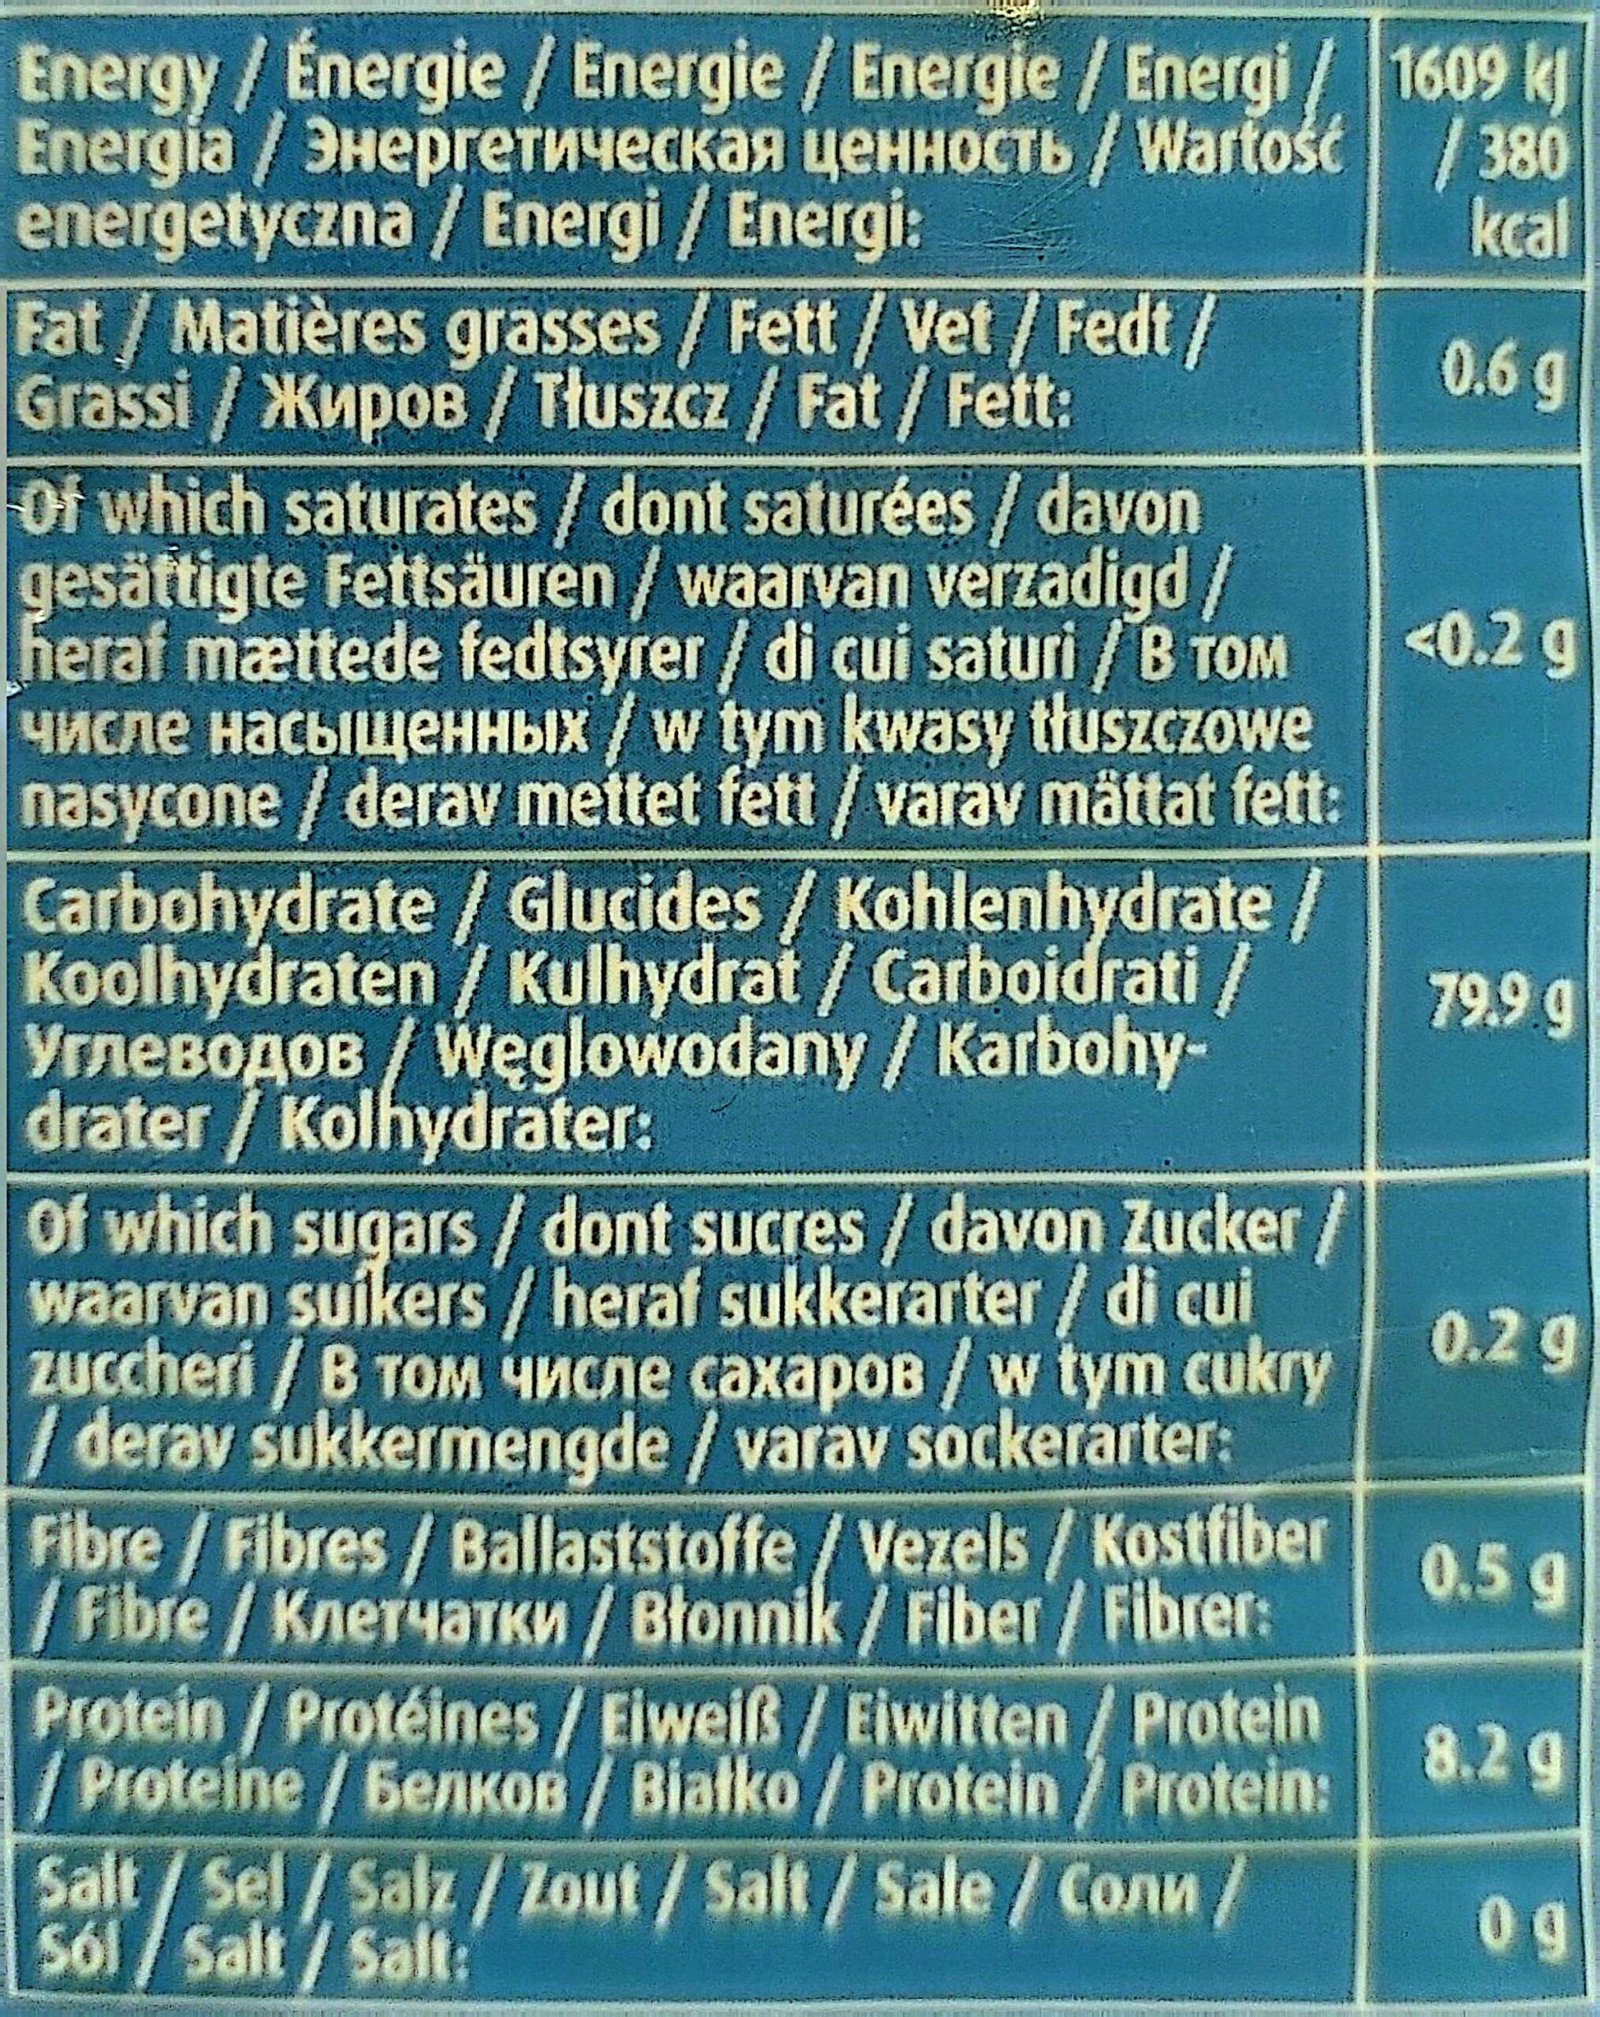 Energy / Énergie / Energie / Energie / Energi /
Energia / Энергетическая ценность / Wartość
energetyczna / Energi / Energi:
1609 kJ
/ 380
kcal
Fat / Matières grasses / Fett / Vet / Fedt /
Grassi / Жиров / Tłuszcz / Fat / Fett:
0.6 g
Of which saturates / dont saturées / davon
gesättigte Fettsäuren / waarvan verzadigd /
heraf mættede fedtsyrer / di cui saturi / В том
числе насыщенных / w tym kwasy tłuszczowe
nasycone / derav mettet fett / varav mättat fett:
<0.2 g
Carbohydrate / Glucides / Kohlenhydrate /
Koolhydraten / Kulhydrat / Carboidrati /
Углеводов / Węglowodany / Karbohy-
drater / Kolhydrater:
79.9 g
Of which sugars / dont sucres / davon Zucker /
waarvan suikers / heraf sukkerarter / di cui
zuccheri / В том числе сахаров / w tym cukry
/ derav sukkermengde / varav sockerarter:
0.2 g
Fibre / Fibres / Ballaststoffe / Vezels / Kostfiber
/ Fibre / Клетчатки / Błonnik / Fiber / Fibrer:
0.5 g
Protein / Protéines / Eiweiß / Eiwitten / Protein
/ Proteine / Белков / Białko / Protein / Protein:
8.2 g
Salt / Sel / Salz / Zout / Salt / Sale / Соли /
Sól / Salt / Salt:
0 g